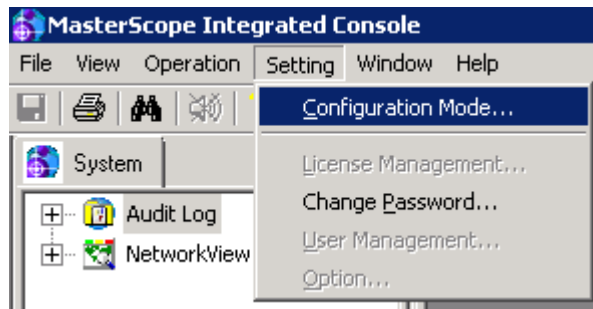 MasterScope Integrated Console
File View Operation Setting Window Help
Configuration Mode...
System
License Management...
Audit Log
Change Password...
NetworkView
User Management...
Option...